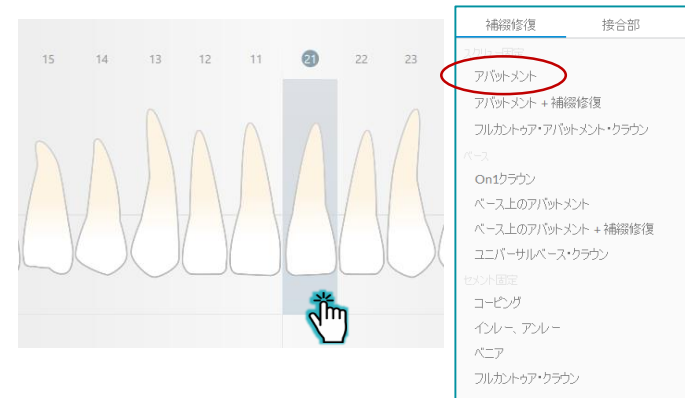 15 14 13 12 11 21 22 23
補綴修復 接合部
スクリュー固定
アバットメント
アバットメント + 補綴修復
フルカントゥア・アバットメント・クラウン
ベース
On1クラウン
ベース上のアバットメント
ベース上のアバットメント + 補綴修復
ユニバーサルベース・クラウン
セメント固定
コーピング
インレー、アンレー
ベニア
フルカントゥア・クラウン